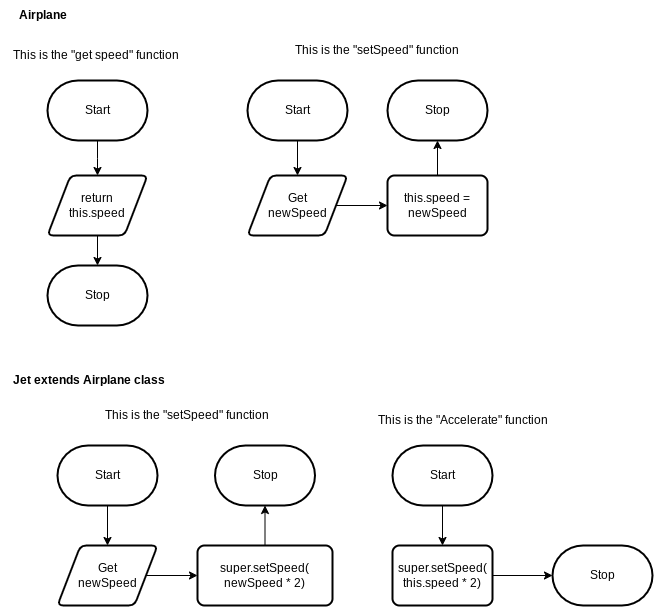 Airplane
This is the "get speed" function
Start
return
this.speed
Stop
This is the "setSpeed" function
Start
Get
newSpeed
this.speed =
newSpeed
Stop
Jet extends Airplane class
This is the "setSpeed" function
Start
Get
newSpeed
super.setSpeed(
newSpeed * 2)
Stop
This is the "Accelerate" function
Start
super.setSpeed(
this.speed * 2)
Stop